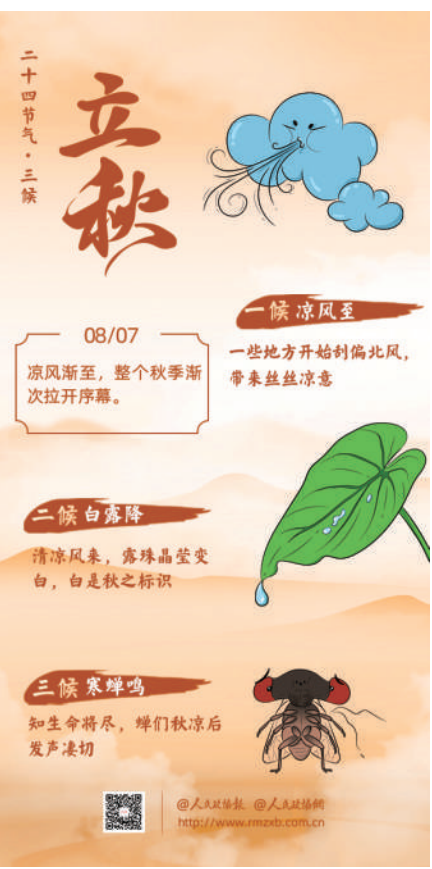 二十四节气·三候
立秋
08/07
凉风渐至，整个秋季渐
次拉开序幕。
一候 凉风至
一些地方开始刮偏北风，
带来丝丝凉意
二候 白露降
清凉风来，露珠晶莹变
白，白是秋之标识
三候 寒蝉鸣
知生命将尽，蝉们秋凉后
发声凄切
@人民政协报 @人民政协网
http://www.rmzxb.com.cn